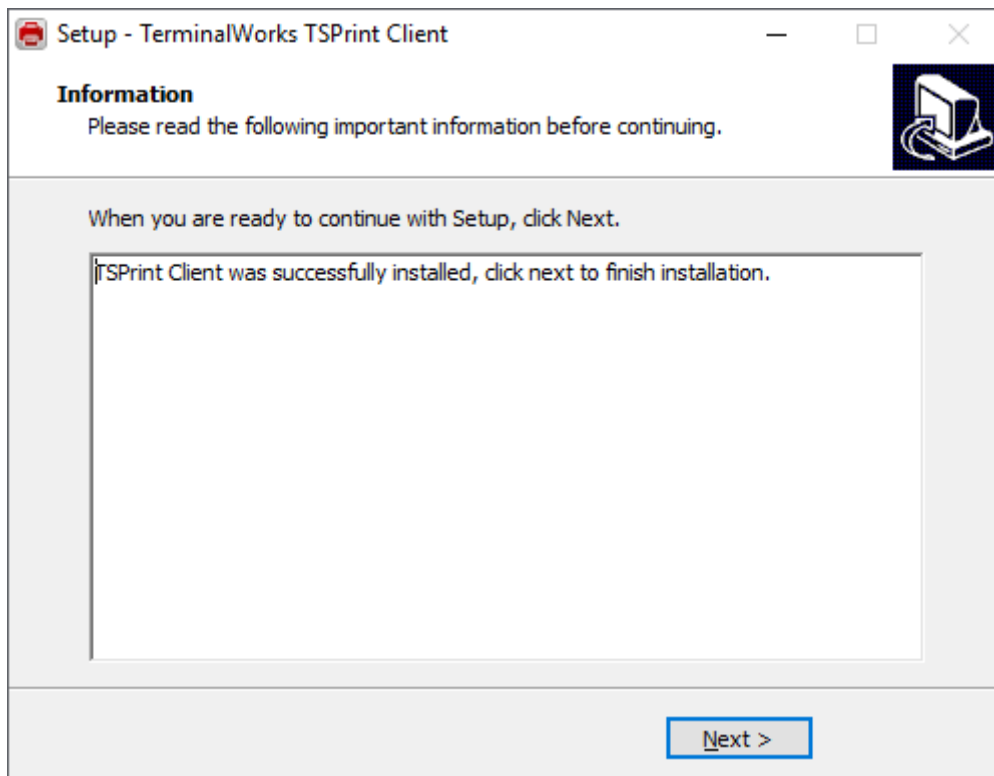 Setup - TerminalWorks TSPrint Client
Information
Please read the following important information before continuing.
When you are ready to continue with Setup, click Next.
TSPrint Client was successfully installed, click next to finish installation.
Next >